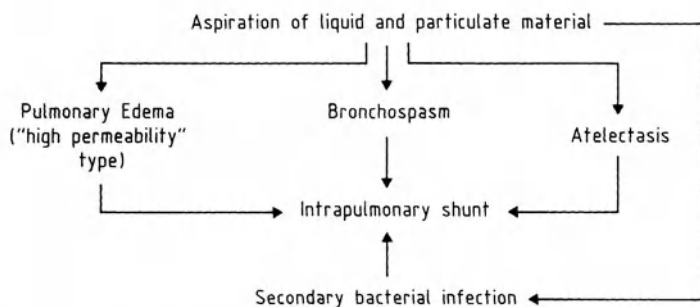 Aspiration of liquid and particulate material
Pulmonary Edema
("high permeability"
type)
Bronchospasm
Atelectasis
Intrapulmonary shunt
Secondary bacterial infection